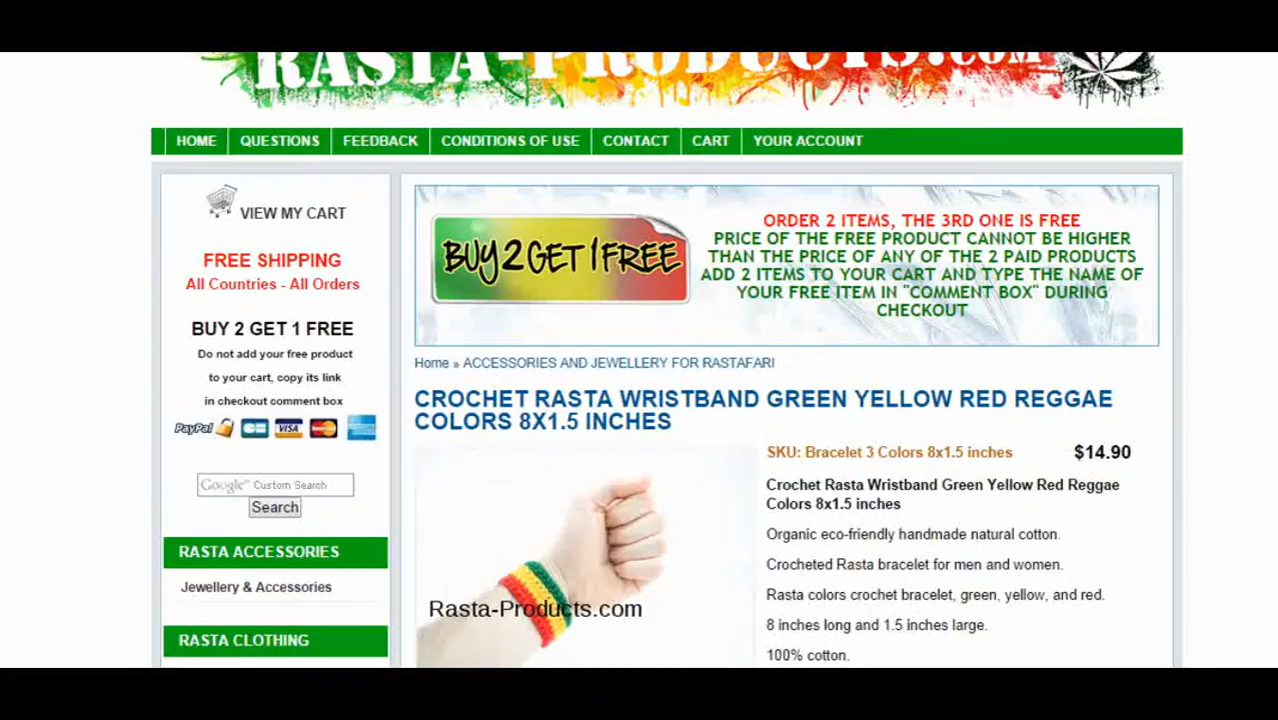 RASTA-PRODUCTS.com
HOME
QUESTIONS
FEEDBACK
CONDITIONS OF USE
CONTACT
CART
YOUR ACCOUNT
VIEW MY CART
FREE SHIPPING
All Countries - All Orders
BUY 2 GET 1 FREE
Do not add your free product
to your cart, copy its link
in checkout comment box
PayPal
VISA
Google™ Custom Search
Search
RASTA ACCESSORIES
Jewellery & Accessories
RASTA CLOTHING
BUY 2 GET 1 FREE
ORDER 2 ITEMS, THE 3RD ONE IS FREE
PRICE OF THE FREE PRODUCT CANNOT BE HIGHER
THAN THE PRICE OF ANY OF THE 2 PAID PRODUCTS
ADD 2 ITEMS TO YOUR CART AND TYPE THE NAME OF
YOUR FREE ITEM IN "COMMENT BOX" DURING
CHECKOUT
Home » ACCESSORIES AND JEWELLERY FOR RASTAFARI
CROCHET RASTA WRISTBAND GREEN YELLOW RED REGGAE
COLORS 8X1.5 INCHES
Rasta-Products.com
SKU: Bracelet 3 Colors 8x1.5 inches
$14.90
Crochet Rasta Wristband Green Yellow Red Reggae
Colors 8x1.5 inches
Organic eco-friendly handmade natural cotton.
Crocheted Rasta bracelet for men and women.
Rasta colors crochet bracelet, green, yellow, and red.
8 inches long and 1.5 inches large.
100% cotton.